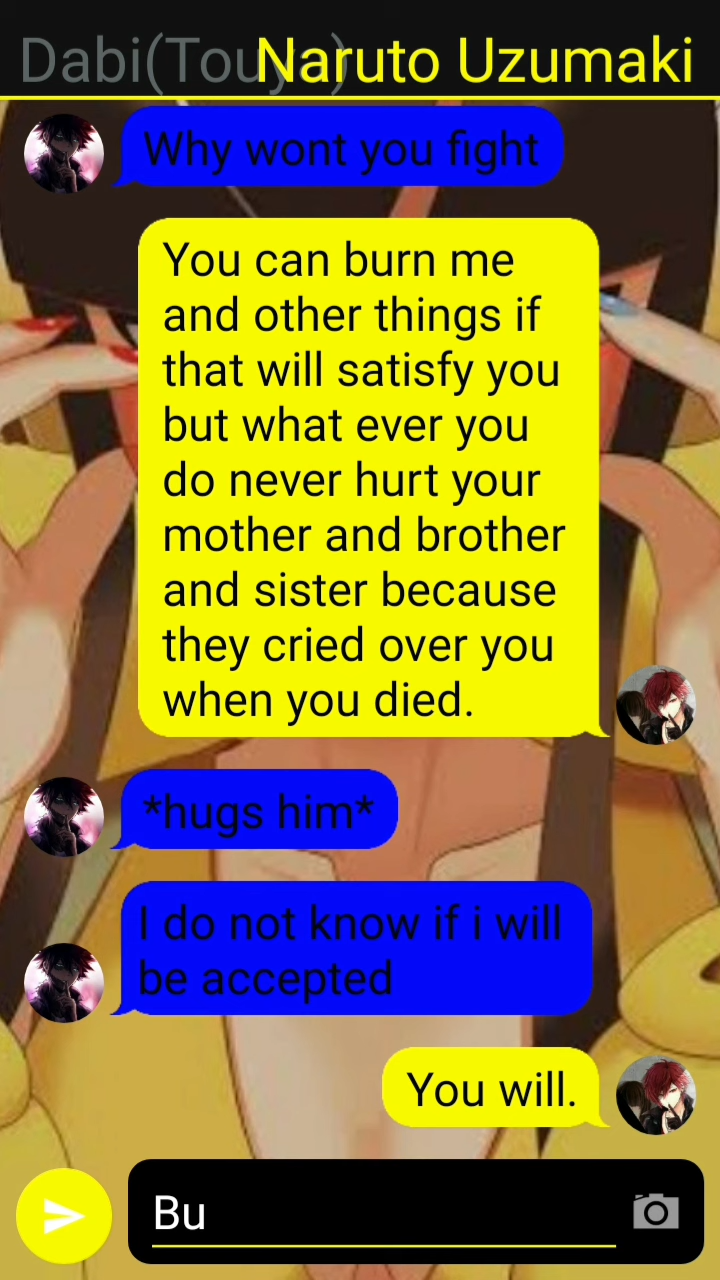 Dabi(Touya)
Naruto Uzumaki
Why wont you fight
You can burn me
and other things if
that will satisfy you
but what ever you
do never hurt your
mother and brother
and sister because
they cried over you
when you died.
*hugs him*
I do not know if i will
be accepted
You will.
Bu